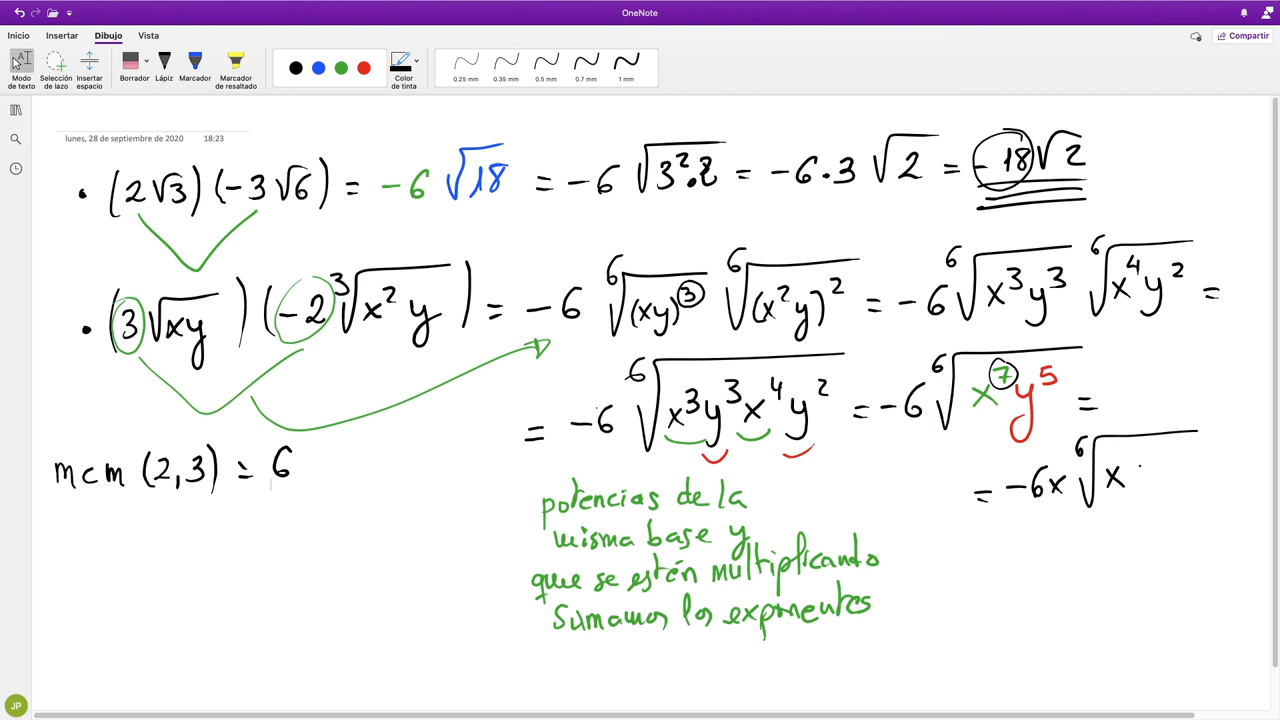 OneNote
Inicio Insertar Dibujo Vista
Compartir
Modo de texto
Selección de lazo
Insertar espacio
Borrador
Lápiz
Marcador
Marcador de resaltado
Color de tinta
0.25 mm 0.35 mm 0.5 mm 0.7 mm 1 mm
lunes, 28 de septiembre de 2020 18:23
• (2√3)(-3√6) = -6 √18 = -6 √(3²·2) = -6·3 √2 = -18√2
• (3√(xy))(-2 ³√(x²y)) = -6 ⁶√((xy)³) ⁶√((x²y)²) = -6 ⁶√(x³y³) ⁶√(x⁴y²) =
= -6 ⁶√(x³y³x⁴y²) = -6 ⁶√(x⁷y⁵) =
mcm (2,3) = 6
= -6x ⁶√(x ·
potencias de la
misma base y
que se están multiplicando
sumamos los exponentes
JP